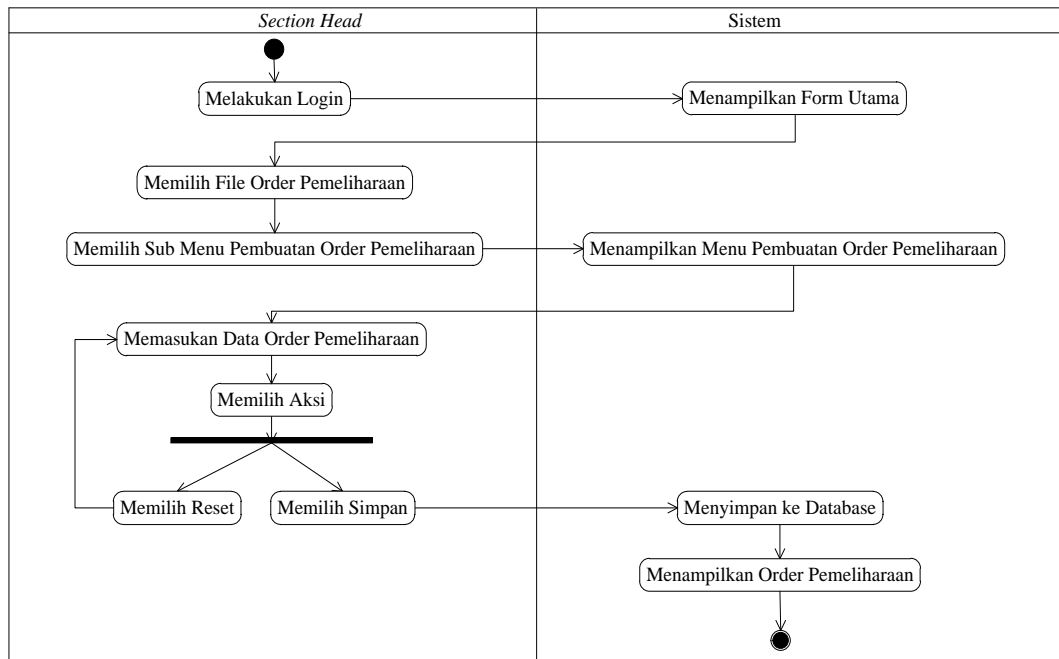 Section Head
Sistem
Melakukan Login
Menampilkan Form Utama
Memilih File Order Pemeliharaan
Memilih Sub Menu Pembuatan Order Pemeliharaan
Menampilkan Menu Pembuatan Order Pemeliharaan
Memasukan Data Order Pemeliharaan
Memilih Aksi
Memilih Reset
Memilih Simpan
Menyimpan ke Database
Menampilkan Order Pemeliharaan